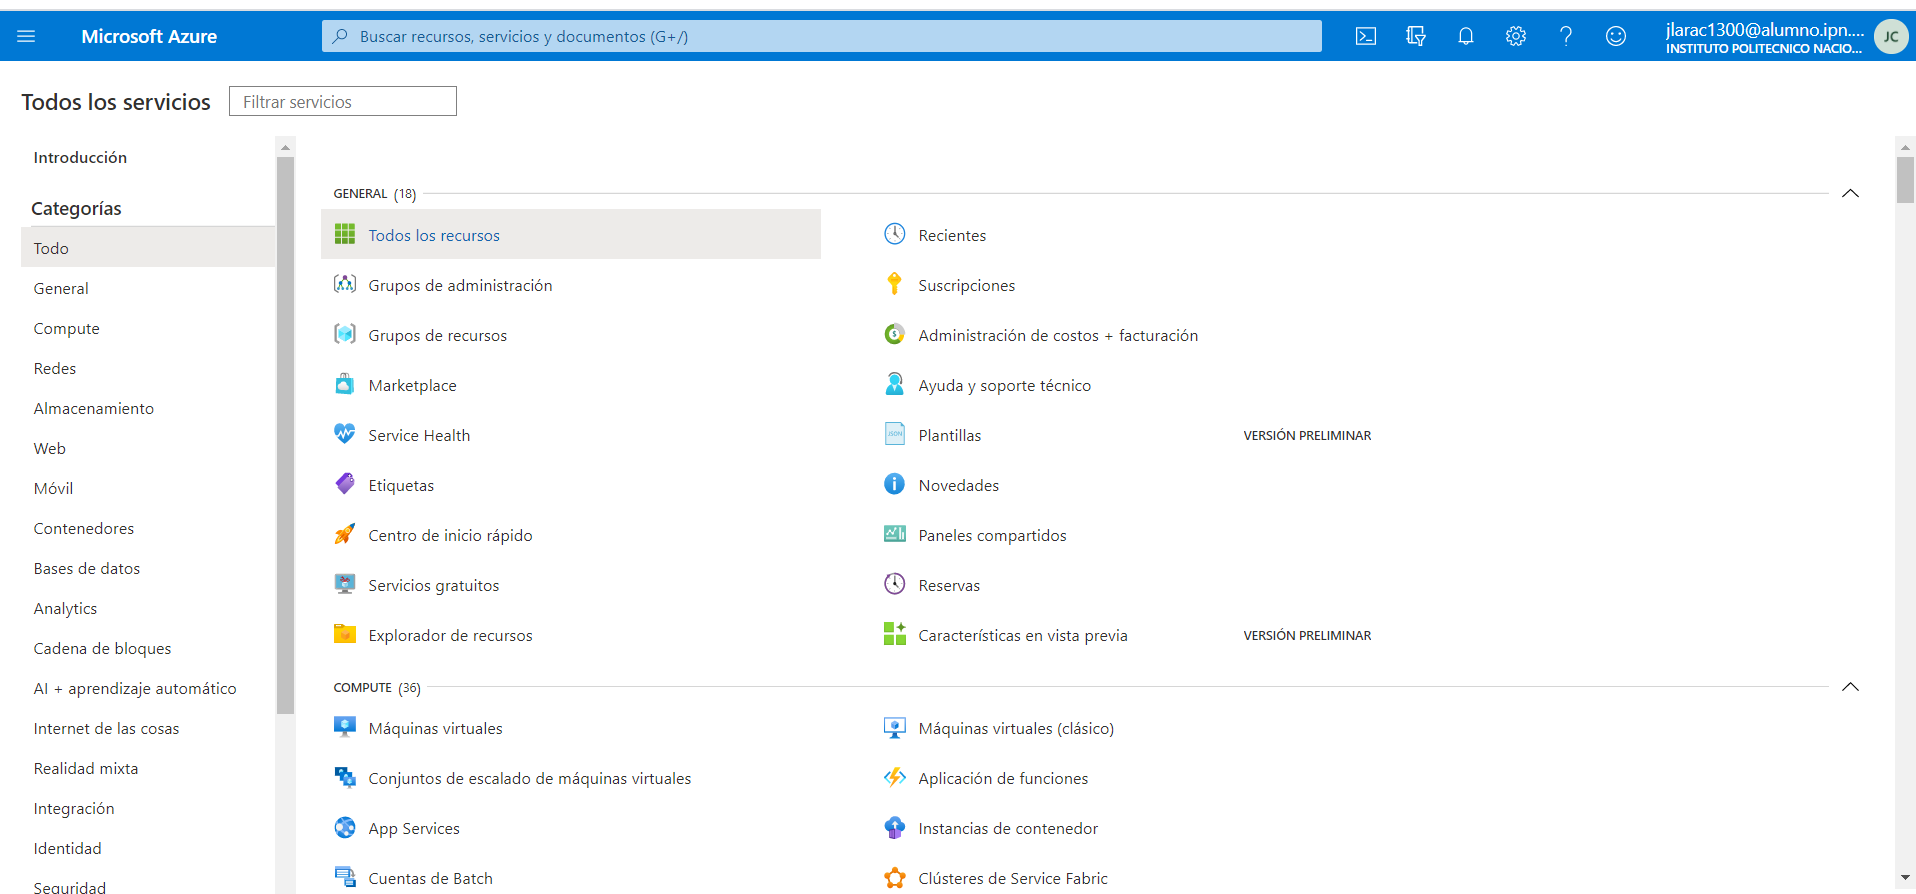 Microsoft Azure
Buscar recursos, servicios y documentos (G+/)
jlarac1300@alumno.ipn....
INSTITUTO POLITECNICO NACIO...
JC
Todos los servicios
Filtrar servicios
Introducción
Categorías
Todo
General
Compute
Redes
Almacenamiento
Web
Móvil
Contenedores
Bases de datos
Analytics
Cadena de bloques
AI + aprendizaje automático
Internet de las cosas
Realidad mixta
Integración
Identidad
Seguridad
GENERAL (18)
Todos los recursos
Recientes
Grupos de administración
Suscripciones
Grupos de recursos
Administración de costos + facturación
Marketplace
Ayuda y soporte técnico
Service Health
Plantillas
VERSIÓN PRELIMINAR
Etiquetas
Novedades
Centro de inicio rápido
Paneles compartidos
Servicios gratuitos
Reservas
Explorador de recursos
Características en vista previa
VERSIÓN PRELIMINAR
COMPUTE (36)
Máquinas virtuales
Máquinas virtuales (clásico)
Conjuntos de escalado de máquinas virtuales
Aplicación de funciones
App Services
Instancias de contenedor
Cuentas de Batch
Clústeres de Service Fabric